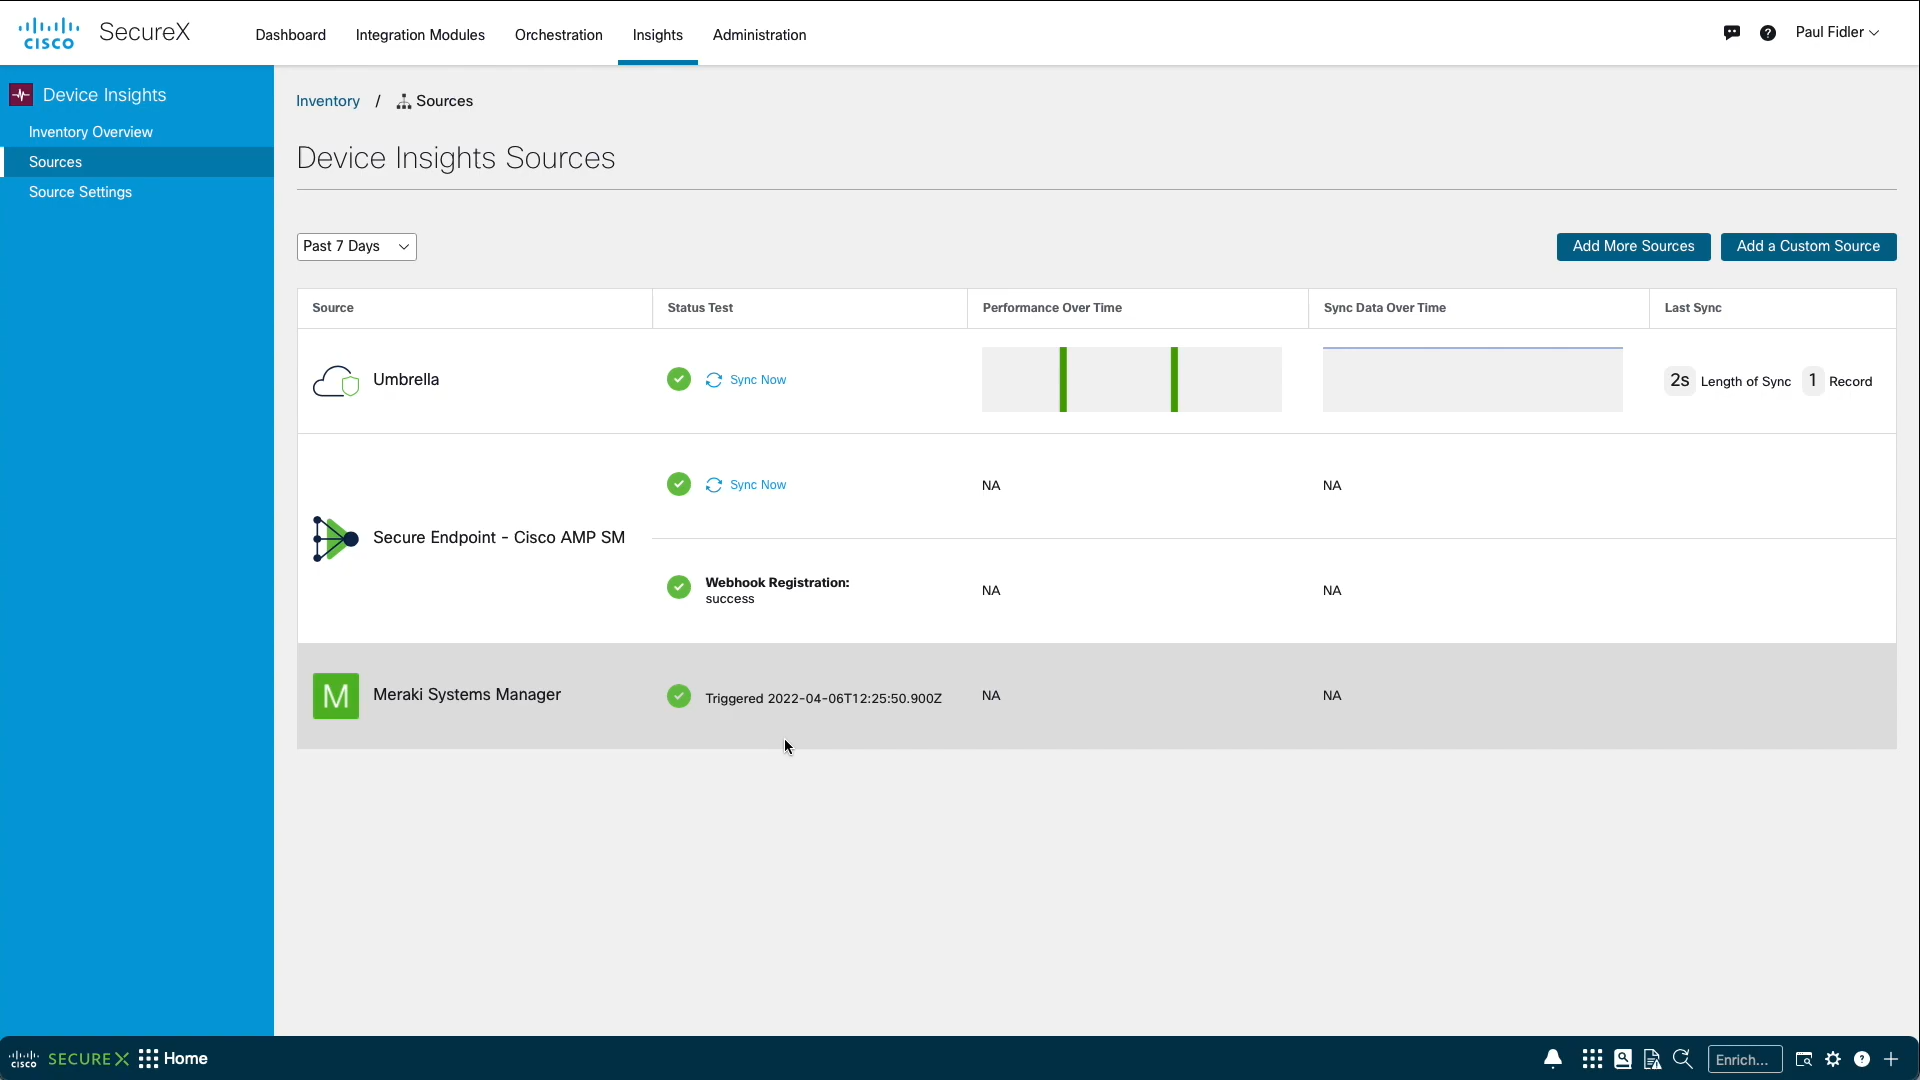 CISCO SecureX Dashboard Integration Modules Orchestration Insights Administration Paul Fidler
Device Insights
Inventory Overview
Sources
Source Settings
Inventory / Sources
Device Insights Sources
Past 7 Days Add More Sources Add a Custom Source
Source Status Test Performance Over Time Sync Data Over Time Last Sync
Umbrella Sync Now 2s Length of Sync 1 Record
Sync Now NA NA
Secure Endpoint - Cisco AMP SM
Webhook Registration:
success NA NA
M Meraki Systems Manager Triggered 2022-04-06T12:25:50.900Z NA NA
CISCO SECUREX Home Enrich...